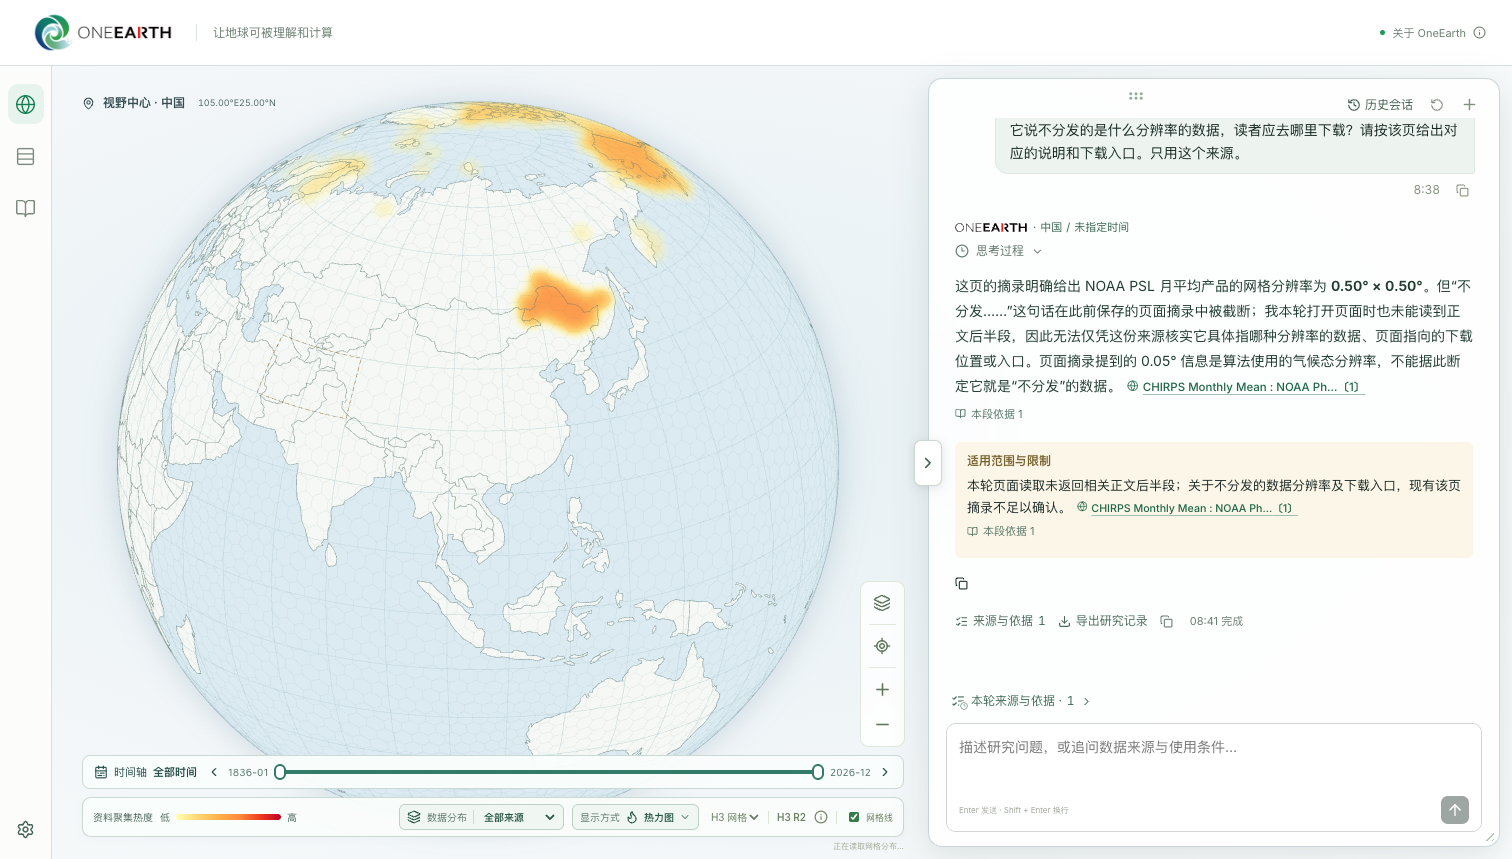 ONEEARTH
让地球可被理解和计算
关于 OneEarth
视野中心 · 中国 105.00°E25.00°N
历史会话
它说不分发的是什么分辨率的数据，读者应去哪里下载？请按该页给出对
应的说明和下载入口。只用这个来源。
8:38
ONEEARTH · 中国 / 未指定时间
思考过程
这页的摘录明确给出 NOAA PSL 月平均产品的网格分辨率为 0.50° × 0.50°。但“不
分发……”这句话在此前保存的页面摘录中被截断；我本轮打开页面时也未能读到正
文后半段，因此无法仅凭这份来源核实它具体指哪种分辨率的数据、页面指向的下载
位置或入口。页面摘录提到的 0.05° 信息是算法使用的气候态分辨率，不能据此断
定它就是“不分发”的数据。 CHIRPS Monthly Mean : NOAA Ph... (1)
本段依据 1
适用范围与限制
本轮页面读取未返回相关正文后半段；关于不分发的数据分辨率及下载入口，现有该页
摘录不足以确认。 CHIRPS Monthly Mean : NOAA Ph... (1)
本段依据 1
来源与依据 1 导出研究记录 08:41 完成
本轮来源与依据 · 1
描述研究问题，或追问数据来源与使用条件...
Enter 发送 · Shift + Enter 换行
时间轴 全部时间 1836-01 2026-12
资料聚集热度 低 高 数据分布 全部来源 显示方式 热力图 H3 网格 H3 R2 网格线
正在读取网格分布...